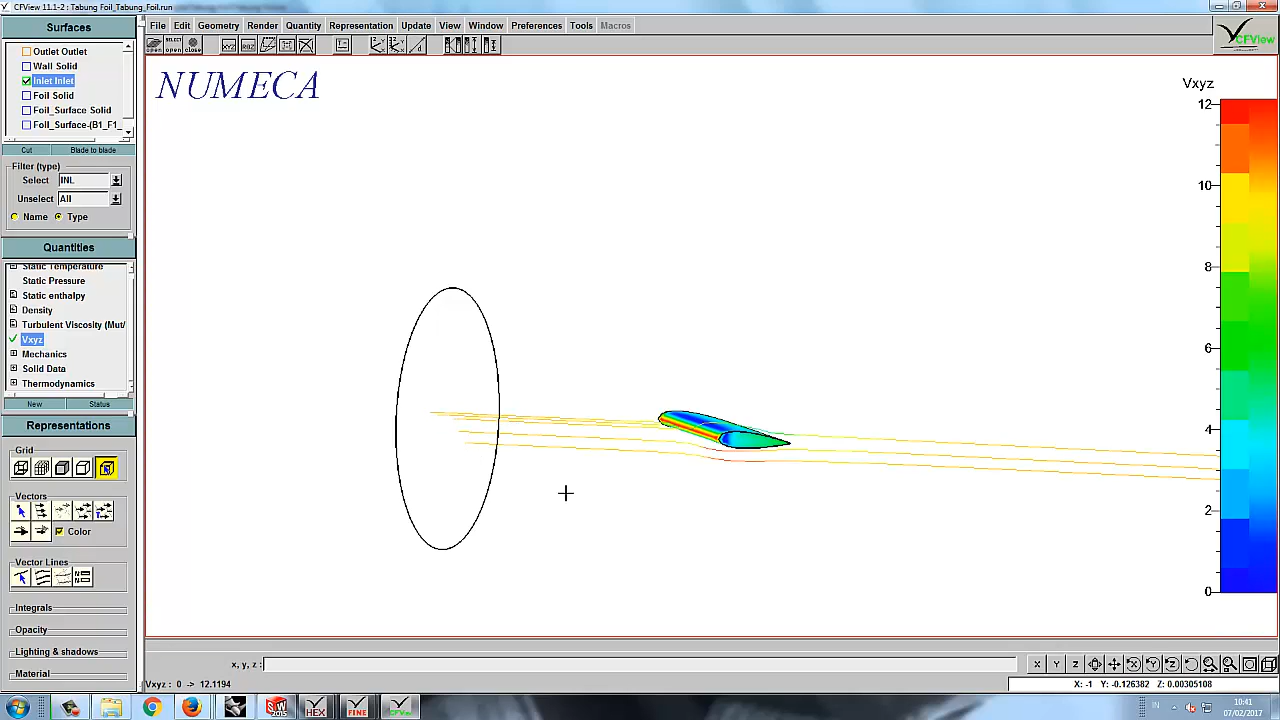 CFView 11.1-2 : Tabung Foil_Tabung_Foil.run
Surfaces
Outlet Outlet
Wall Solid
Inlet Inlet
Foil Solid
Foil_Surface Solid
Foil_Surface-(B1_F1_
Cut
Blade to blade
Filter (type)
Select INL
Unselect All
Name Type
Quantities
Static Temperature
Static Pressure
Static enthalpy
Density
Turbulent Viscosity (Mut/
Vxyz
Mechanics
Solid Data
Thermodynamics
New Status
Representations
Grid
Vectors
Color
Vector Lines
Integrals
Opacity
Lighting & shadows
Material
File Edit Geometry Render Quantity Representation Update View Window Preferences Tools Macros
CFView
NUMECA
Vxyz
12
10
8
6
4
2
0
x, y, z :
X Y Z
Vxyz : 0 -> 12.1194
X: -1 Y: -0.126382 Z: 0.00305108
HEX FINE CFView
IN
10:41
07/02/2017